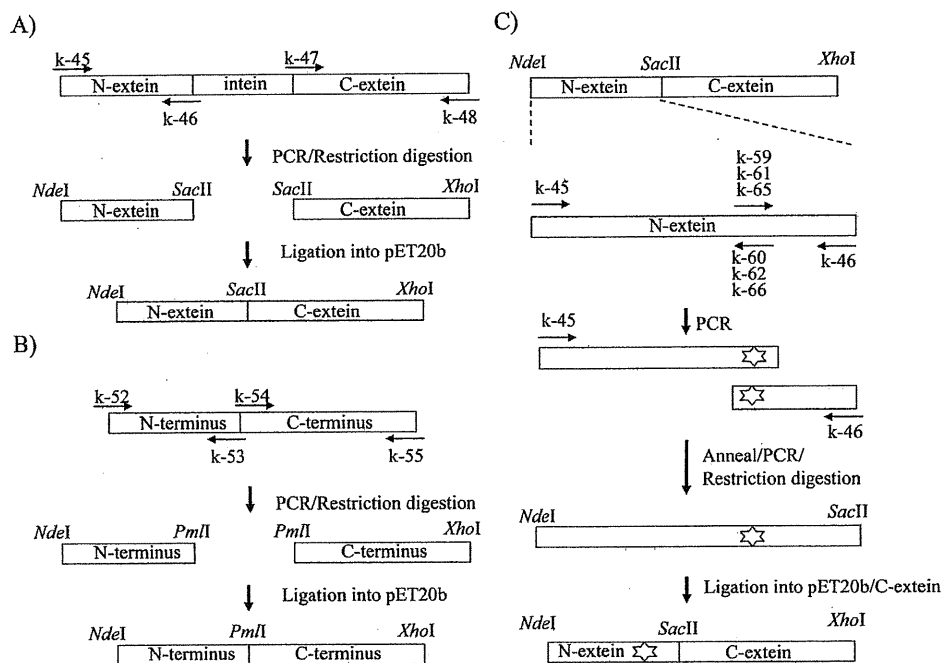 A)
k-45
k-47
N-extein intein C-extein
k-46
k-48
PCR/Restriction digestion
NdeI SacII SacII XhoI
N-extein C-extein
Ligation into pET20b
NdeI SacII XhoI
N-extein C-extein
B)
k-52 k-54
N-terminus C-terminus
k-53 k-55
PCR/Restriction digestion
NdeI PmlI PmlI XhoI
N-terminus C-terminus
Ligation into pET20b
NdeI PmlI XhoI
N-terminus C-terminus
C)
NdeI SacII XhoI
N-extein C-extein
k-59
k-61
k-45 k-65
N-extein
k-60 k-46
k-62
k-66
PCR
k-45
k-46
Anneal/PCR/
Restriction digestion
NdeI SacII
Ligation into pET20b/C-extein
NdeI SacII XhoI
N-extein C-extein